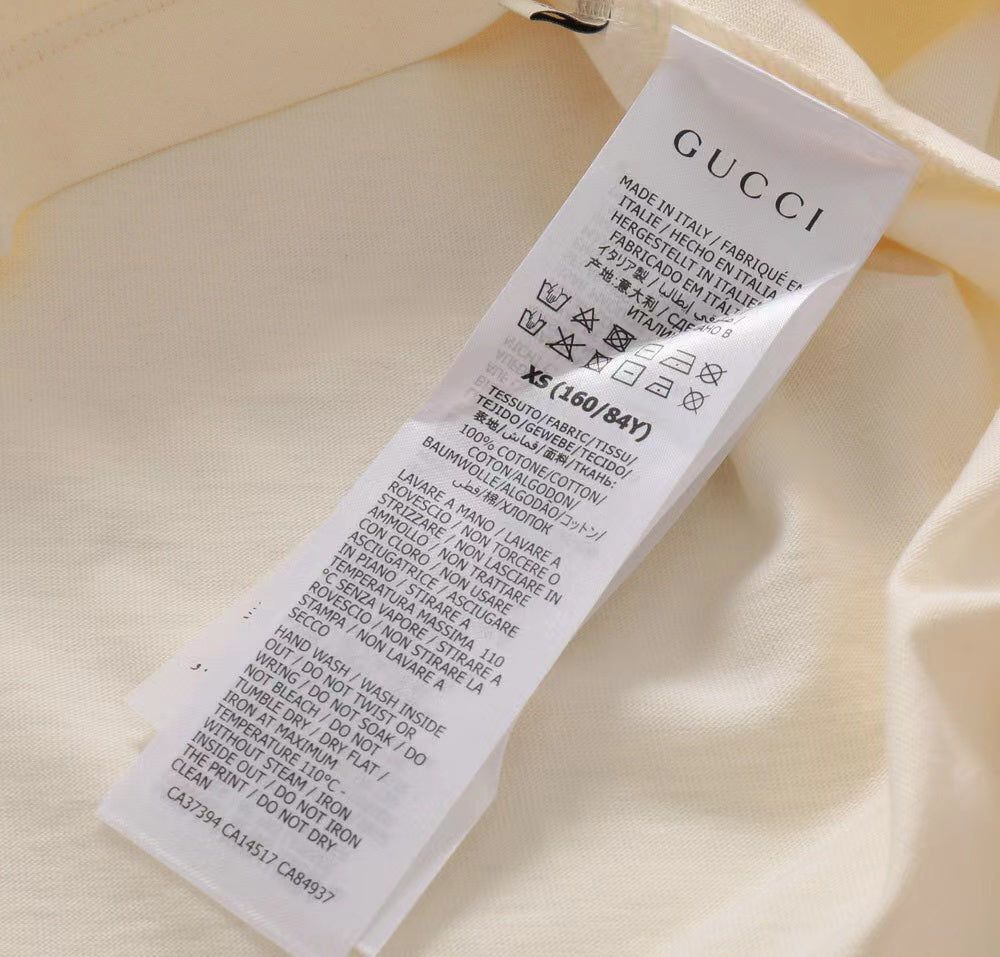 GUCCI
MADE IN ITALY / FABRIQUÉ EN
ITALIE / HECHO EN ITALIA
HERGESTELLT IN ITALIE
FABRICADO EM ITALI
イタリア製 / إيطاليا
产地:意大利 / СДЕЛАНО В
ИТАЛИ
XS (160/84Y)
TESSUTO/FABRIC/TISSU/
TEJIDO/GEWEBE/TECIDO/
表地/قماش/面料/ТКАНЬ:
100% COTONE/COTTON/
COTON/ALGODON/
BAUMWOLLE/ALGODÃO/コットン/
قطن/棉/ХЛОПОК
LAVARE A MANO / LAVARE A
ROVESCIO / NON TORCERE O
STRIZZARE / NON LASCIARE IN
AMMOLLO / NON TRATTARE
CON CLORO / NON USARE
ASCIUGATRICE / ASCIUGARE
IN PIANO / STIRARE A
TEMPERATURA MASSIMA 110
°C SENZA VAPORE / STIRARE A
ROVESCIO / NON STIRARE LA
STAMPA / NON LAVARE A
SECCO
HAND WASH / WASH INSIDE
OUT / DO NOT TWIST OR
WRING / DO NOT SOAK / DO
NOT BLEACH / DO NOT
TUMBLE DRY / DRY FLAT /
IRON AT MAXIMUM
TEMPERATURE 110°C -
WITHOUT STEAM / IRON
INSIDE OUT / DO NOT IRON
THE PRINT / DO NOT DRY
CLEAN
CA37394 CA14517 CA84937